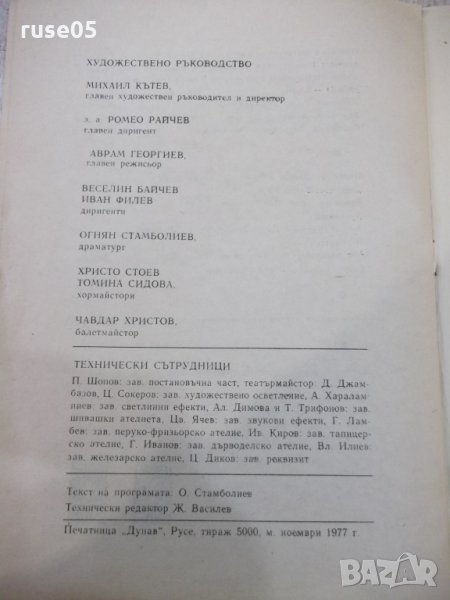 ruse05
ХУДОЖЕСТВЕНО РЪКОВОДСТВО
МИХАИЛ КЪТЕВ,
главен художествен ръководител и директор
з. а. РОМЕО РАЙЧЕВ
главен диригент
АВРАМ ГЕОРГИЕВ,
главен режисьор
ВЕСЕЛИН БАЙЧЕВ
ИВАН ФИЛЕВ
диригенти
ОГНЯН СТАМБОЛИЕВ,
драматург
ХРИСТО СТОЕВ
ТОМИНА СИДОВА,
хормайстори
ЧАВДАР ХРИСТОВ,
балетмайстор
ТЕХНИЧЕСКИ СЪТРУДНИЦИ
П. Шопов: зав. постановъчна част, театърмайстор: Д. Джам-
базов, Ц. Сокеров: зав. художествено осветление, А. Харалам-
пиев: зав. светлинни ефекти, Ал. Димова и Т. Трифонов: зав.
шивашки ателиета, Цв. Ячев: зав. звукови ефекти, Г. Лам-
бев: зав. перуко-фризьорско ателие, Ив. Киров: зав. тапицер-
ско ателие, Г. Иванов: зав. дърводелско ателие, Вл. Илиев:
зав. железарско ателие, Ц. Диков: зав. реквизит
Текст на програмата: О. Стамболиев
Технически редактор Ж. Василев
Печатница „Дунав", Русе, тираж 5000, м. ноември 1977 г.
BAZAR.bg